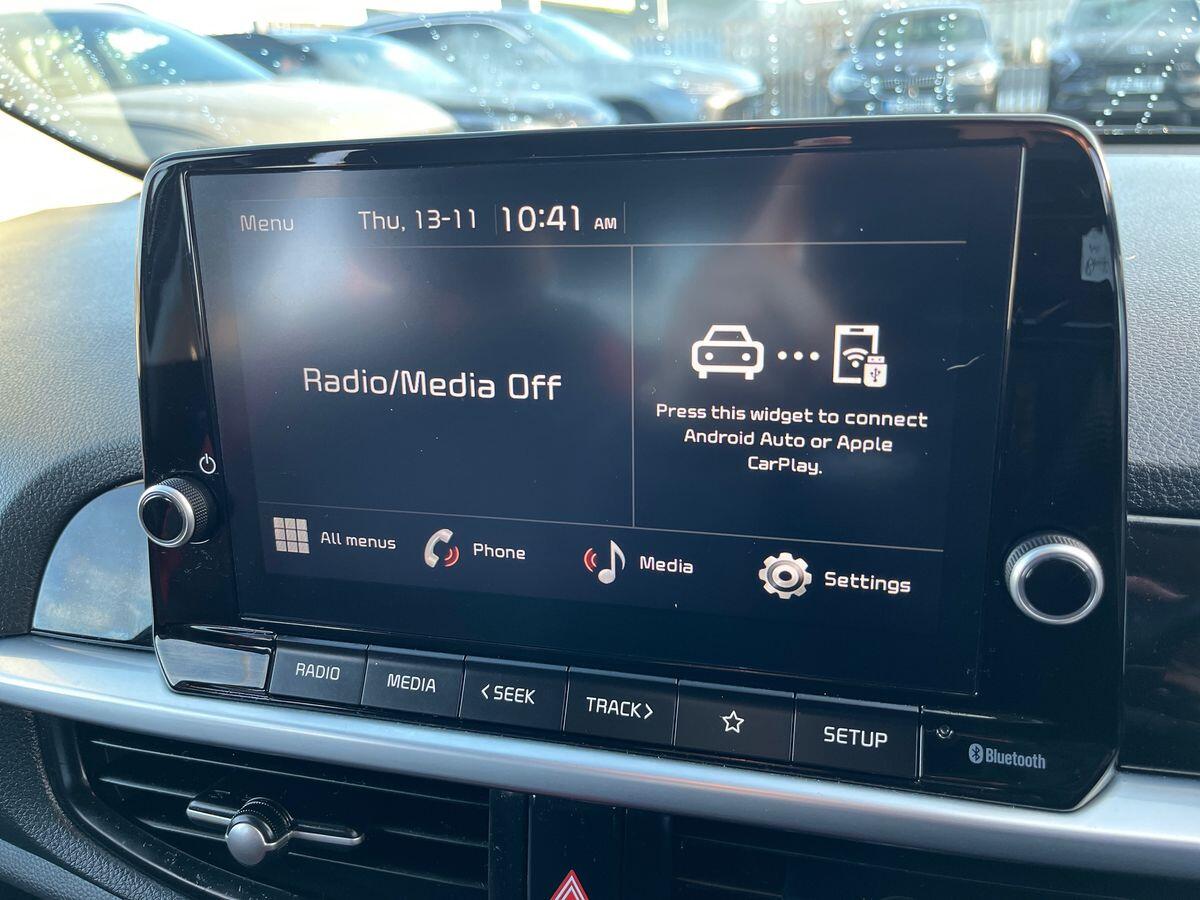 Menu
Thu, 13-11
10:41 AM
Radio/Media Off
Press this widget to connect
Android Auto or Apple
CarPlay.
All menus
Phone
Media
Settings
RADIO
MEDIA
<SEEK
TRACK>
SETUP
Bluetooth